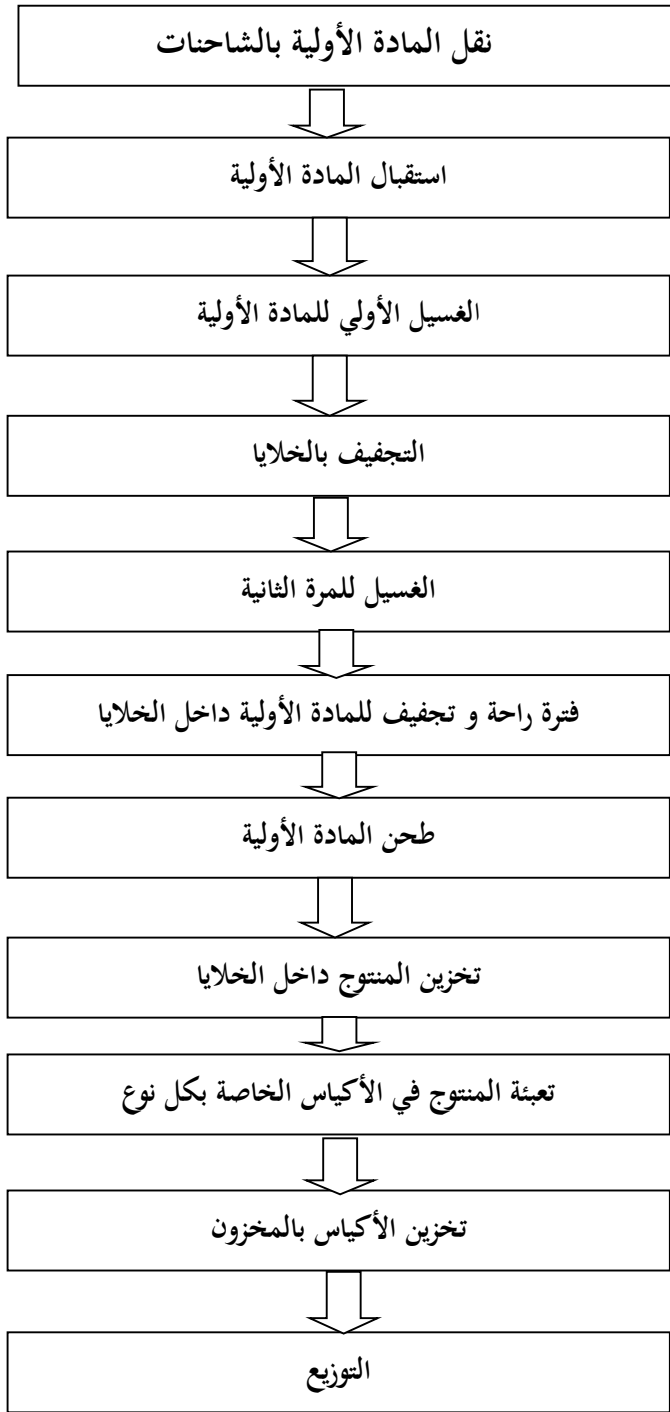 نقل المادة الأولية بالشاحنات
استقبال المادة الأولية
الغسيل الأولي للمادة الأولية
التجفيف بالخلايا
الغسيل للمرة الثانية
فترة راحة و تجفيف للمادة الأولية داخل الخلايا
طحن المادة الأولية
تخزين المنتوج داخل الخلايا
تعبئة المنتوج في الأكياس الخاصة بكل نوع
تخزين الأكياس بالمخزون
التوزيع